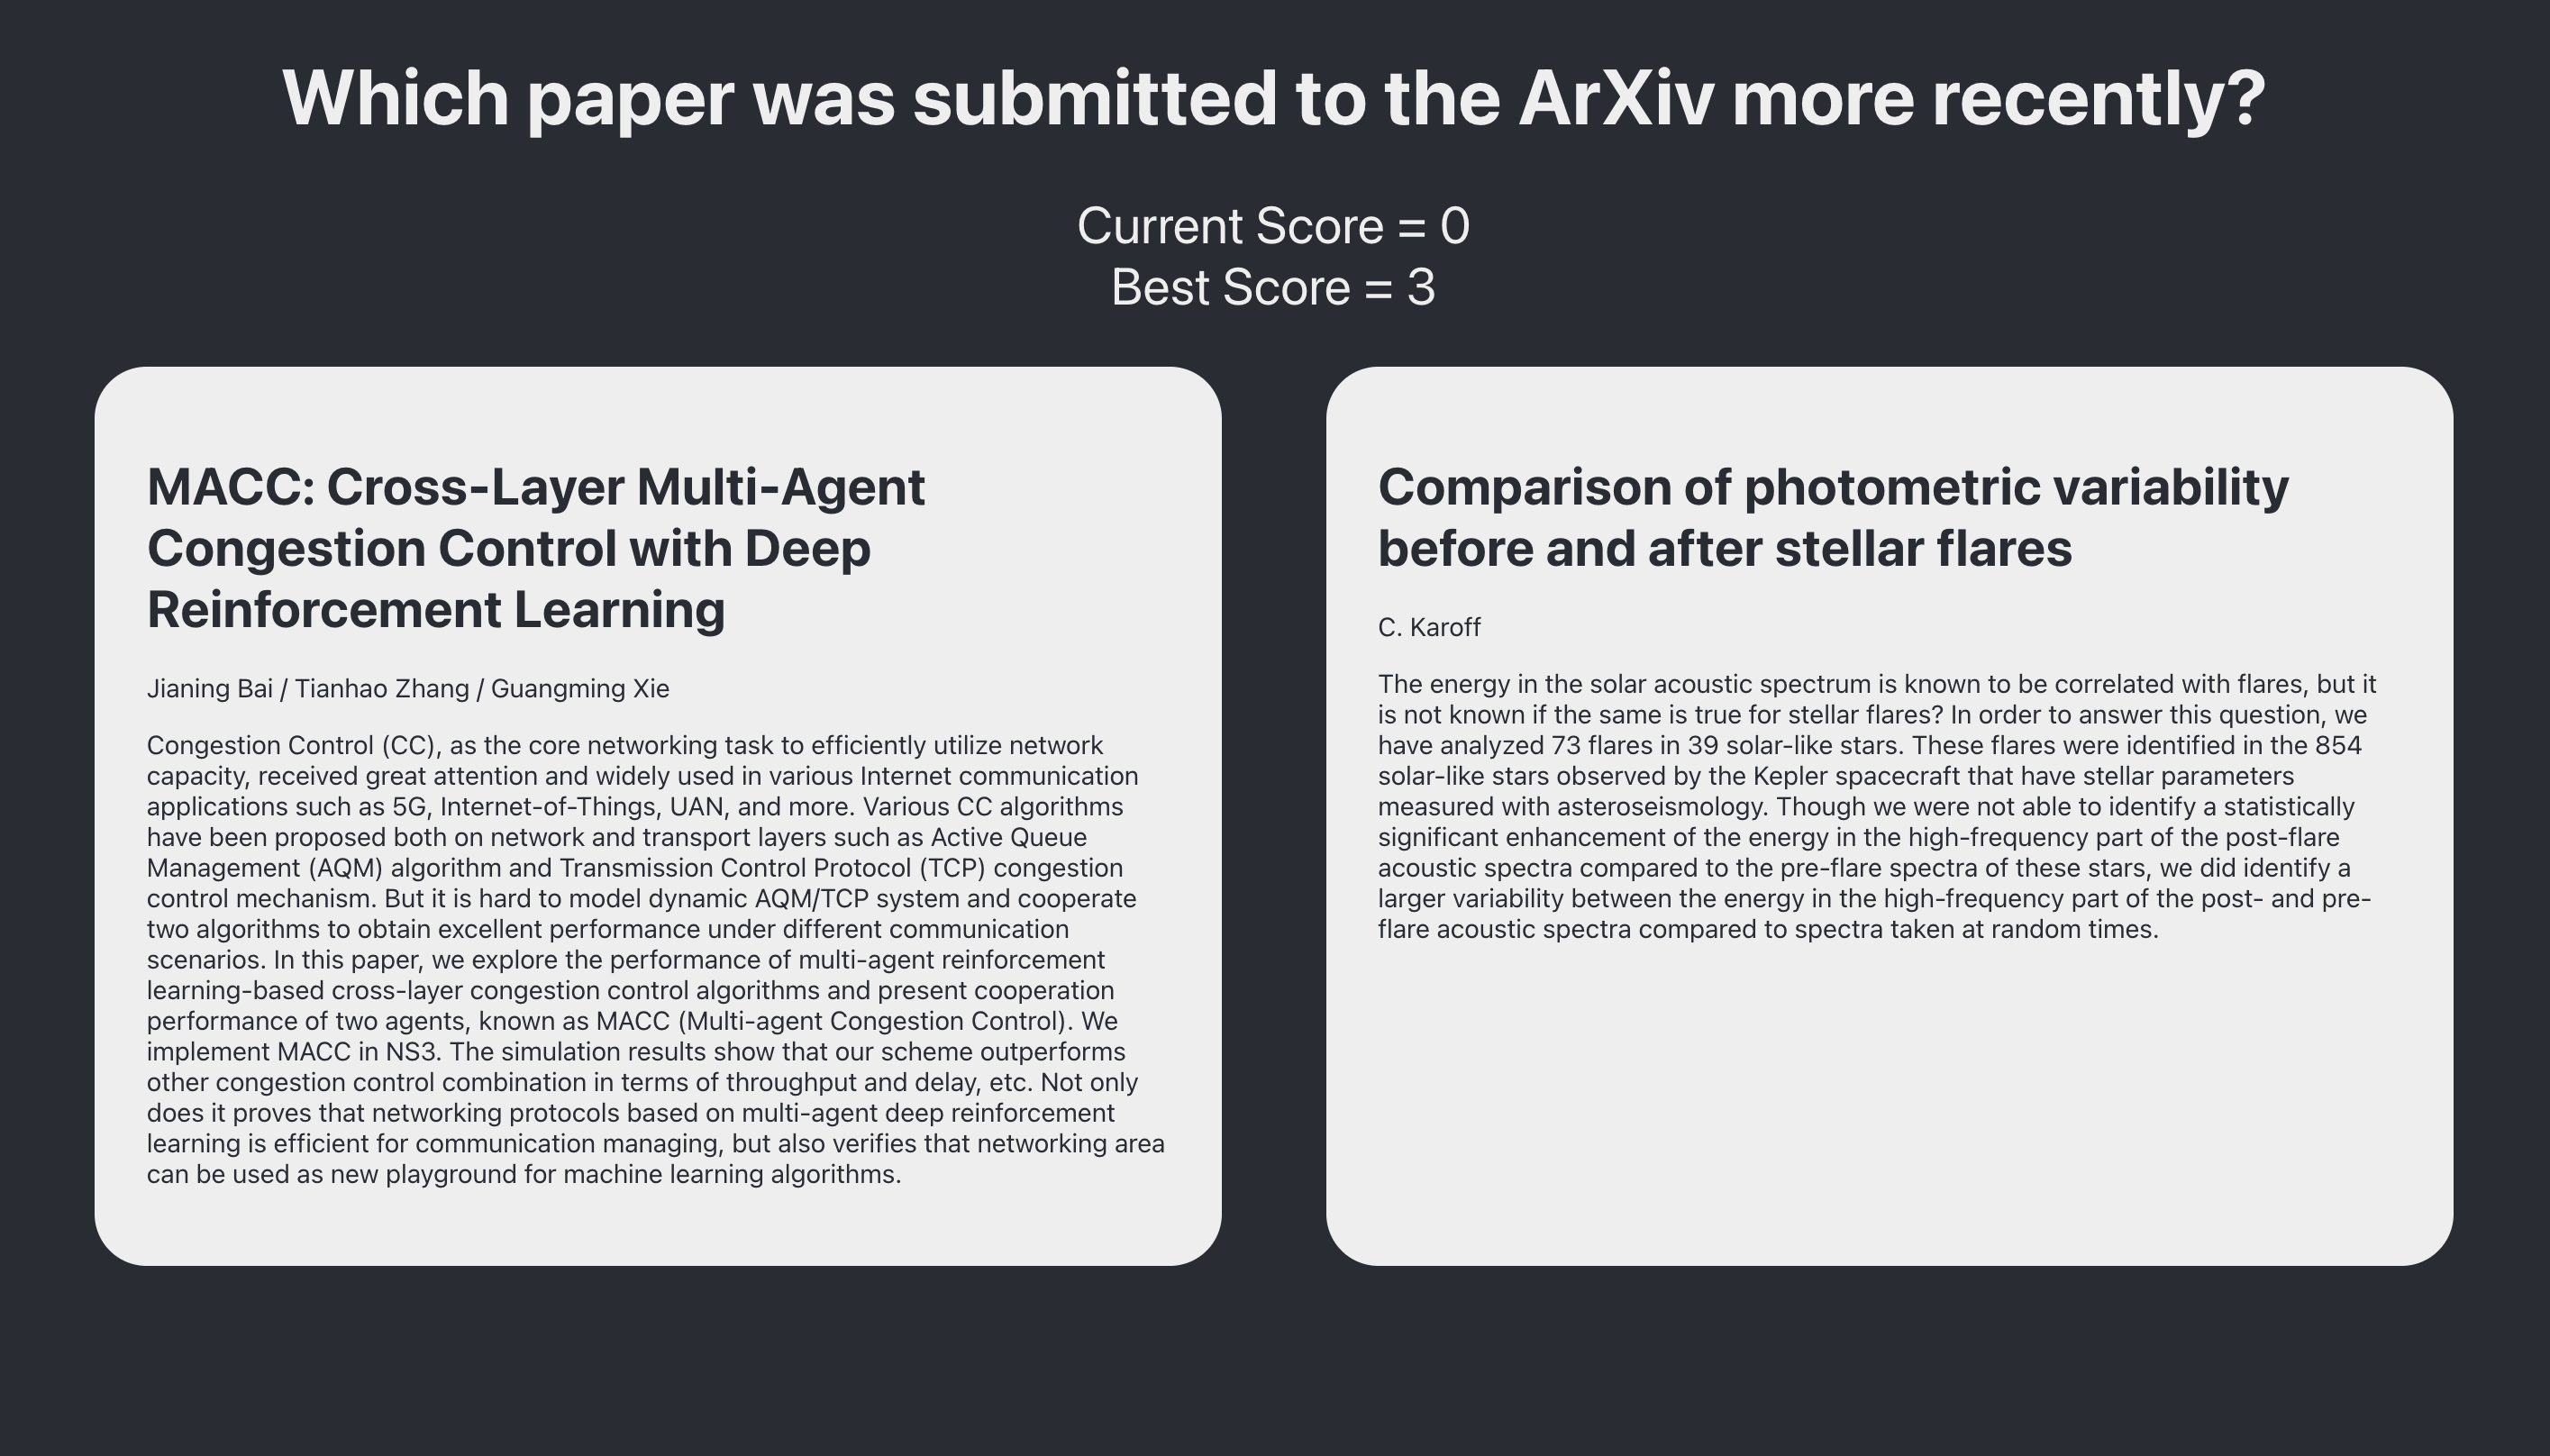 Which paper was submitted to the ArXiv more recently?
Current Score = 0
Best Score = 3
MACC: Cross-Layer Multi-Agent
Congestion Control with Deep
Reinforcement Learning
Jianing Bai / Tianhao Zhang / Guangming Xie
Congestion Control (CC), as the core networking task to efficiently utilize network
capacity, received great attention and widely used in various Internet communication
applications such as 5G, Internet-of-Things, UAN, and more. Various CC algorithms
have been proposed both on network and transport layers such as Active Queue
Management (AQM) algorithm and Transmission Control Protocol (TCP) congestion
control mechanism. But it is hard to model dynamic AQM/TCP system and cooperate
two algorithms to obtain excellent performance under different communication
scenarios. In this paper, we explore the performance of multi-agent reinforcement
learning-based cross-layer congestion control algorithms and present cooperation
performance of two agents, known as MACC (Multi-agent Congestion Control). We
implement MACC in NS3. The simulation results show that our scheme outperforms
other congestion control combination in terms of throughput and delay, etc. Not only
does it proves that networking protocols based on multi-agent deep reinforcement
learning is efficient for communication managing, but also verifies that networking area
can be used as new playground for machine learning algorithms.
Comparison of photometric variability
before and after stellar flares
C. Karoff
The energy in the solar acoustic spectrum is known to be correlated with flares, but it
is not known if the same is true for stellar flares? In order to answer this question, we
have analyzed 73 flares in 39 solar-like stars. These flares were identified in the 854
solar-like stars observed by the Kepler spacecraft that have stellar parameters
measured with asteroseismology. Though we were not able to identify a statistically
significant enhancement of the energy in the high-frequency part of the post-flare
acoustic spectra compared to the pre-flare spectra of these stars, we did identify a
larger variability between the energy in the high-frequency part of the post- and pre-
flare acoustic spectra compared to spectra taken at random times.